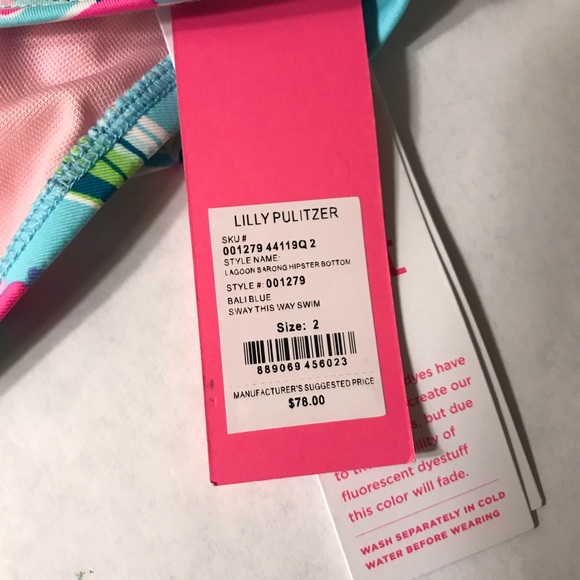 LILLY PULITZER
SKU #
001279 44119Q 2
STYLE NAME:
LAGOON SARONG HIPSTER BOTTOM
STYLE #: 001279
BALI BLUE
SWAY THIS WAY SWIM
Size: 2
889069 456023
MANUFACTURER'S SUGGESTED PRICE
$78.00
dyes have
create our
, but due
to
of
fluorescent dyestuff
this color will fade.
WASH SEPARATELY IN COLD
WATER BEFORE WEARING